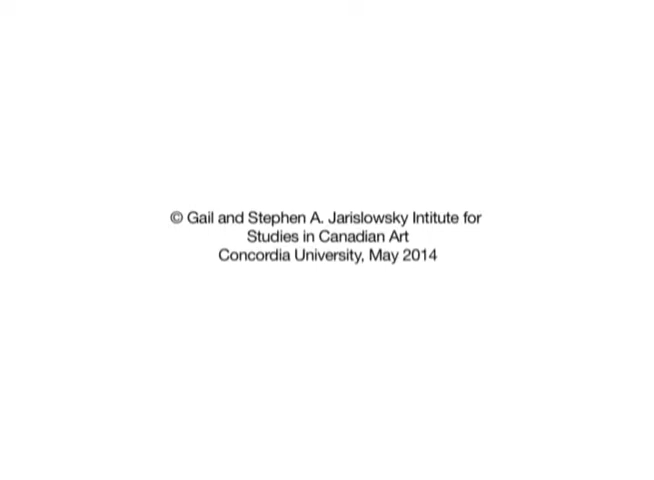 © Gail and Stephen A. Jarislowsky Intitute for
Studies in Canadian Art
Concordia University, May 2014